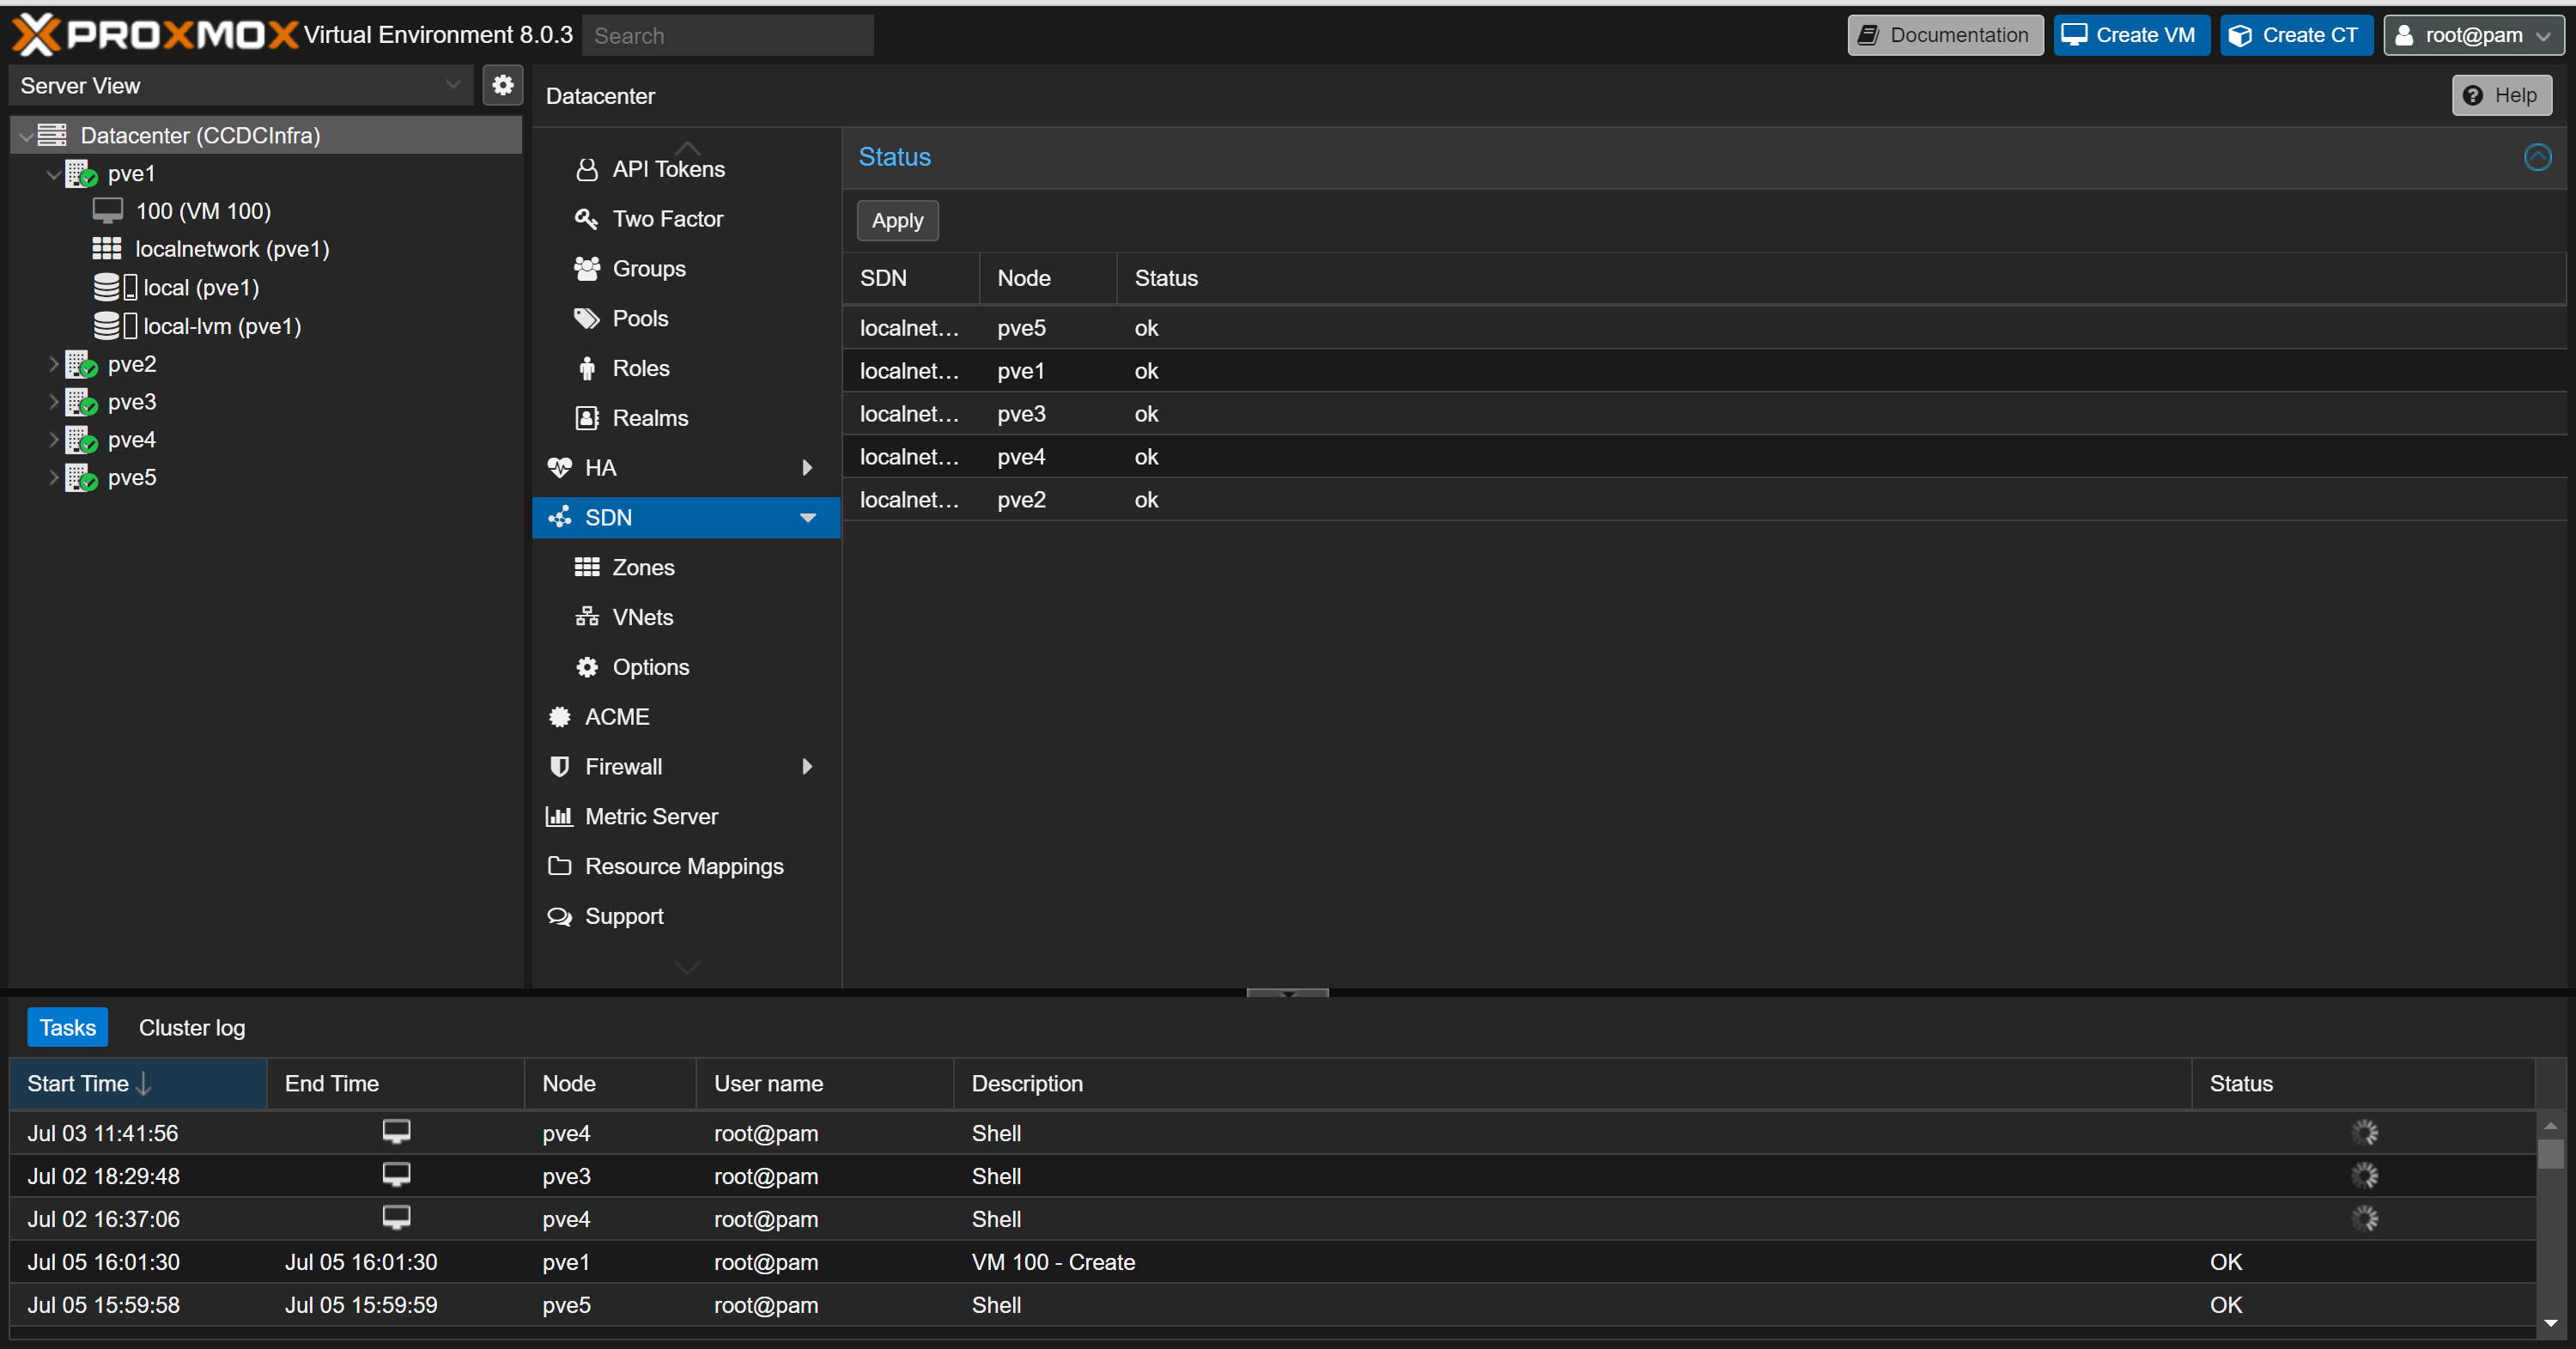 PROXMOX Virtual Environment 8.0.3 Search Documentation Create VM Create CT root@pam
Server View
Datacenter (CCDCInfra)
pve1
100 (VM 100)
localnetwork (pve1)
local (pve1)
local-lvm (pve1)
pve2
pve3
pve4
pve5
Datacenter Help
API Tokens
Two Factor
Groups
Pools
Roles
Realms
HA
SDN
Zones
VNets
Options
ACME
Firewall
Metric Server
Resource Mappings
Support
Status
Apply
SDN Node Status
localnet... pve5 ok
localnet... pve1 ok
localnet... pve3 ok
localnet... pve4 ok
localnet... pve2 ok
Tasks Cluster log
Start Time End Time Node User name Description Status
Jul 03 11:41:56 pve4 root@pam Shell
Jul 02 18:29:48 pve3 root@pam Shell
Jul 02 16:37:06 pve4 root@pam Shell
Jul 05 16:01:30 Jul 05 16:01:30 pve1 root@pam VM 100 - Create OK
Jul 05 15:59:58 Jul 05 15:59:59 pve5 root@pam Shell OK